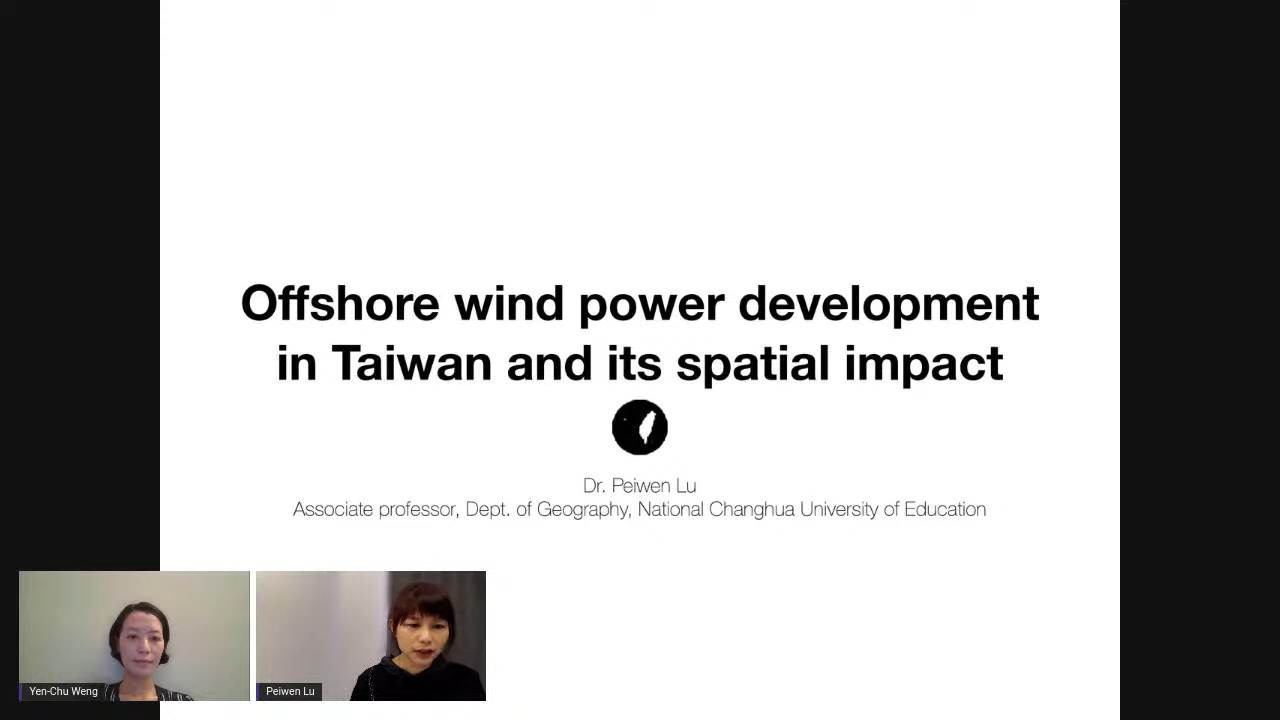 Offshore wind power development
in Taiwan and its spatial impact
Dr. Peiwen Lu
Associate professor, Dept. of Geography, National Changhua University of Education
Yen-Chu Weng
Peiwen Lu